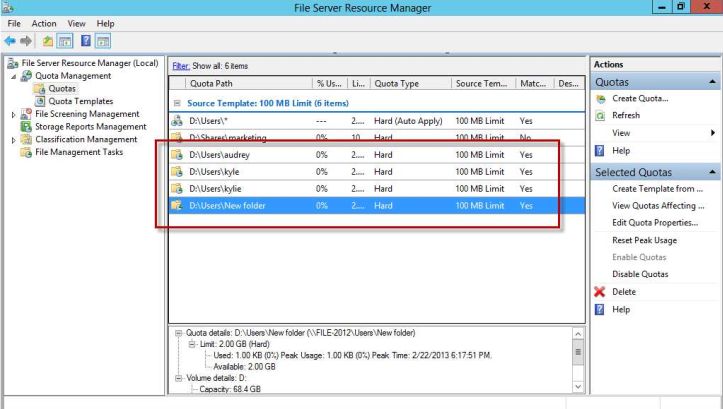 File Server Resource Manager
File Action View Help
File Server Resource Manager (Local)
Quota Management
Quotas
Quota Templates
File Screening Management
Storage Reports Management
Classification Management
File Management Tasks
Filter: Show all: 6 items
Quota Path % Us... Li... Quota Type Source Tem... Matc... Des...
Source Template: 100 MB Limit (6 items)
D:\Users\* --- 2.... Hard (Auto Apply) 100 MB Limit Yes
D:\Shares\marketing 0% 10... Hard 100 MB Limit No
D:\Users\audrey 0% 2.... Hard 100 MB Limit Yes
D:\Users\kyle 0% 2.... Hard 100 MB Limit Yes
D:\Users\kylie 0% 2.... Hard 100 MB Limit Yes
D:\Users\New folder 0% 2.... Hard 100 MB Limit Yes
Quota details: D:\Users\New folder (\\FILE-2012\Users\New folder)
Limit: 2.00 GB (Hard)
Used: 1.00 KB (0%) Peak Usage: 1.00 KB (0%) Peak Time: 2/22/2013 6:17:51 PM.
Available: 2.00 GB
Volume details: D:
Capacity: 68.4 GB
Actions
Quotas
Create Quota...
Refresh
View
Help
Selected Quotas
Create Template from ...
View Quotas Affecting ...
Edit Quota Properties...
Reset Peak Usage
Enable Quotas
Disable Quotas
Delete
Help